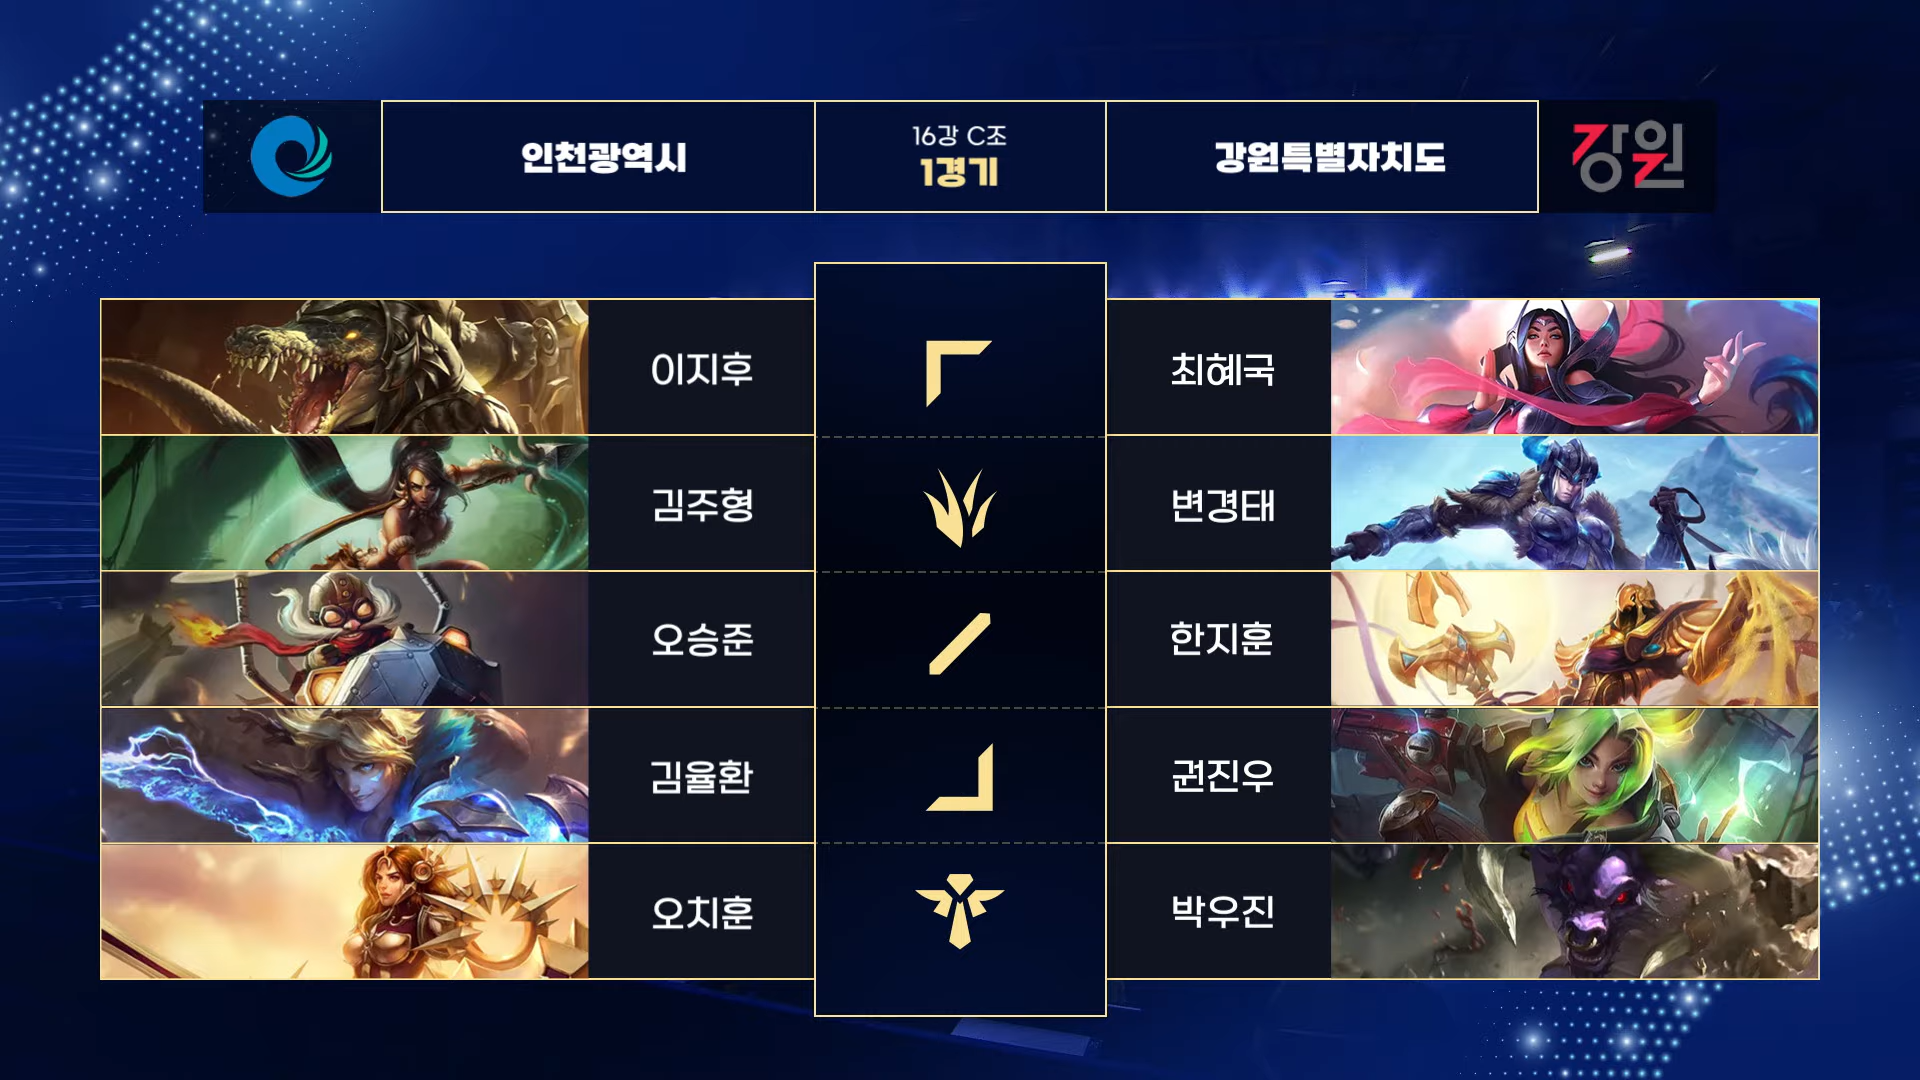 인천광역시
16강 C조
1경기
강원특별자치도
강원
이지후
최혜국
김주형
변경태
오승준
한지훈
김율환
권진우
오치훈
박우진